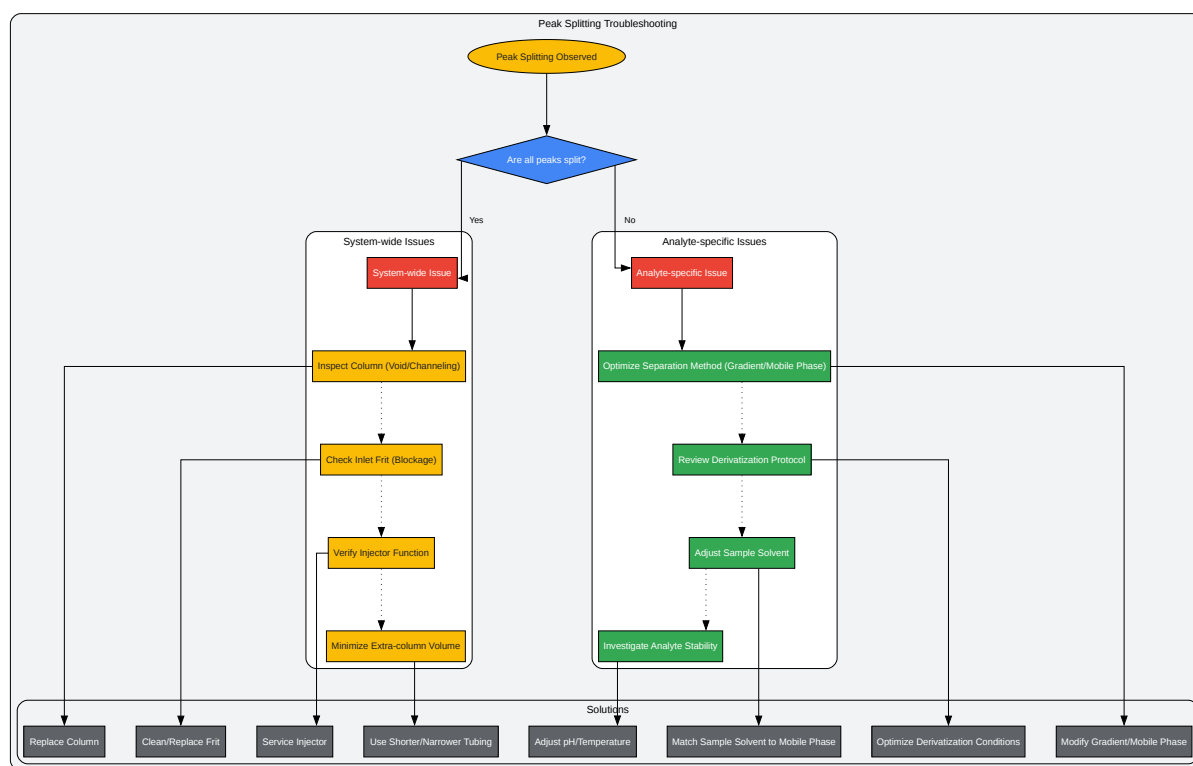 Peak Splitting Troubleshooting
Peak Splitting Observed
Are all peaks split?
Yes
No
System-wide Issues
Analyte-specific Issues
System-wide Issue
Analyte-specific Issue
Inspect Column (Void/Channeling)
Optimize Separation Method (Gradient/Mobile Phase)
Check Inlet Frit (Blockage)
Review Derivatization Protocol
Verify Injector Function
Adjust Sample Solvent
Minimize Extra-column Volume
Investigate Analyte Stability
Solutions
Replace Column
Clean/Replace Frit
Service Injector
Use Shorter/Narrower Tubing
Adjust pH/Temperature
Match Sample Solvent to Mobile Phase
Optimize Derivatization Conditions
Modify Gradient/Mobile Phase